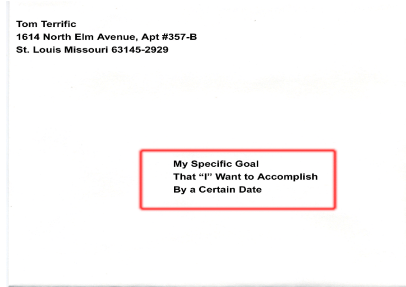 Tom Terrific
1614 North Elm Avenue, Apt #357-B
St. Louis Missouri 63145-2929
My Specific Goal
That “I” Want to Accomplish
By a Certain Date